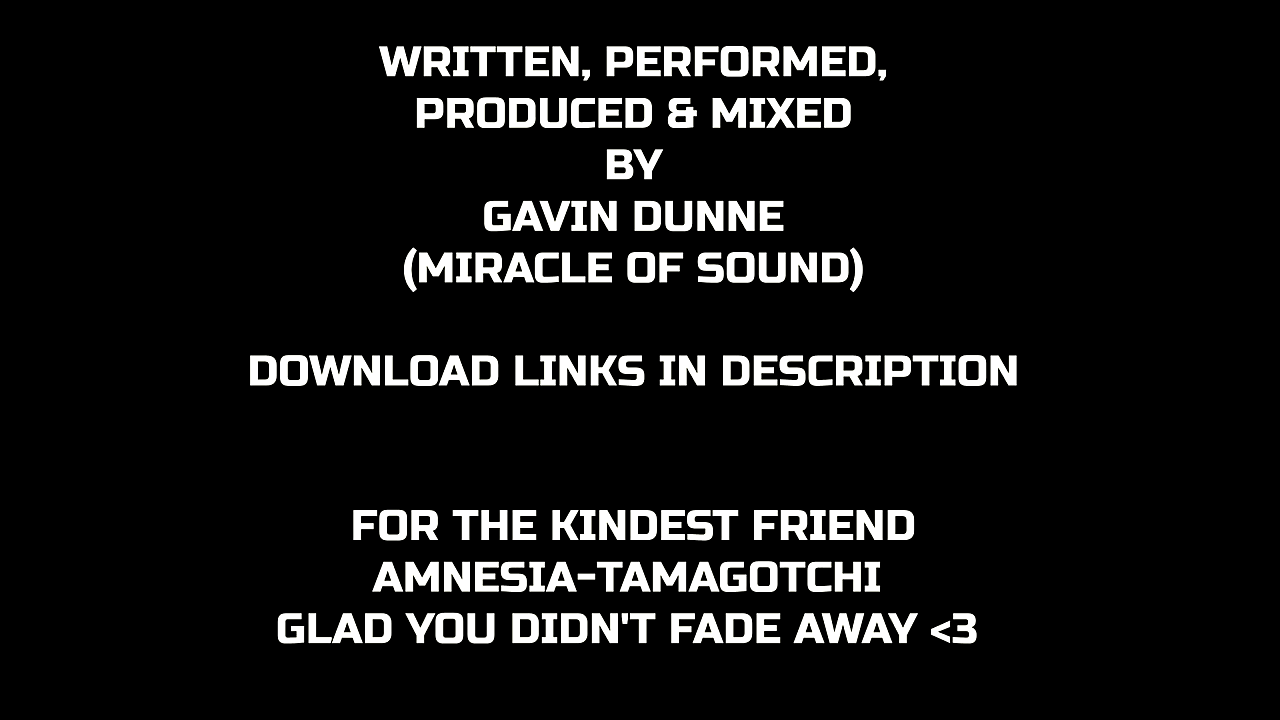 WRITTEN, PERFORMED,
PRODUCED & MIXED
BY
GAVIN DUNNE
(MIRACLE OF SOUND)
DOWNLOAD LINKS IN DESCRIPTION
FOR THE KINDEST FRIEND
AMNESIA-TAMAGOTCHI
GLAD YOU DIDN'T FADE AWAY <3